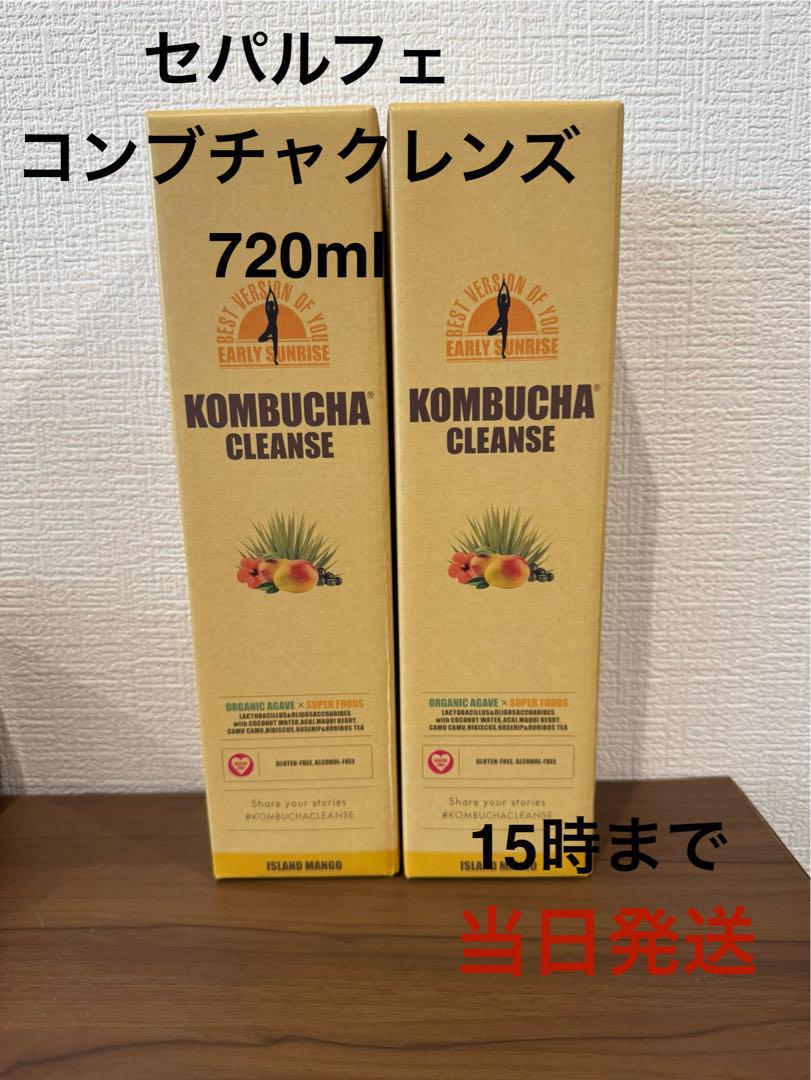 セパルフェ
コンブチャクレンズ
720ml
BEST VERSION OF YOU
EARLY SUNRISE
KOMBUCHA®
CLEANSE
ORGANIC AGAVE × SUPER FOODS
LACTOBACILLUS&OLIGOSACCHARIDES
with COCONUT WATER,ACAI,MAQUI BERRY,
CAMU CAMU,HIBISCUS,ROSEHIP&ROOIBOS TEA
GLUTEN-FREE, ALCOHOL-FREE
Share your stories
#KOMBUCHACLEANSE
ISLAND MANGO
BEST VERSION OF YOU
EARLY SUNRISE
KOMBUCHA®
CLEANSE
ORGANIC AGAVE × SUPER FOODS
LACTOBACILLUS&OLIGOSACCHARIDES
with COCONUT WATER,ACAI,MAQUI BERRY,
CAMU CAMU,HIBISCUS,ROSEHIP&ROOIBOS TEA
GLUTEN-FREE, ALCOHOL-FREE
Share your stories
#KOMBUCHACLEANSE
ISLAND MANGO
15時まで
当日発送